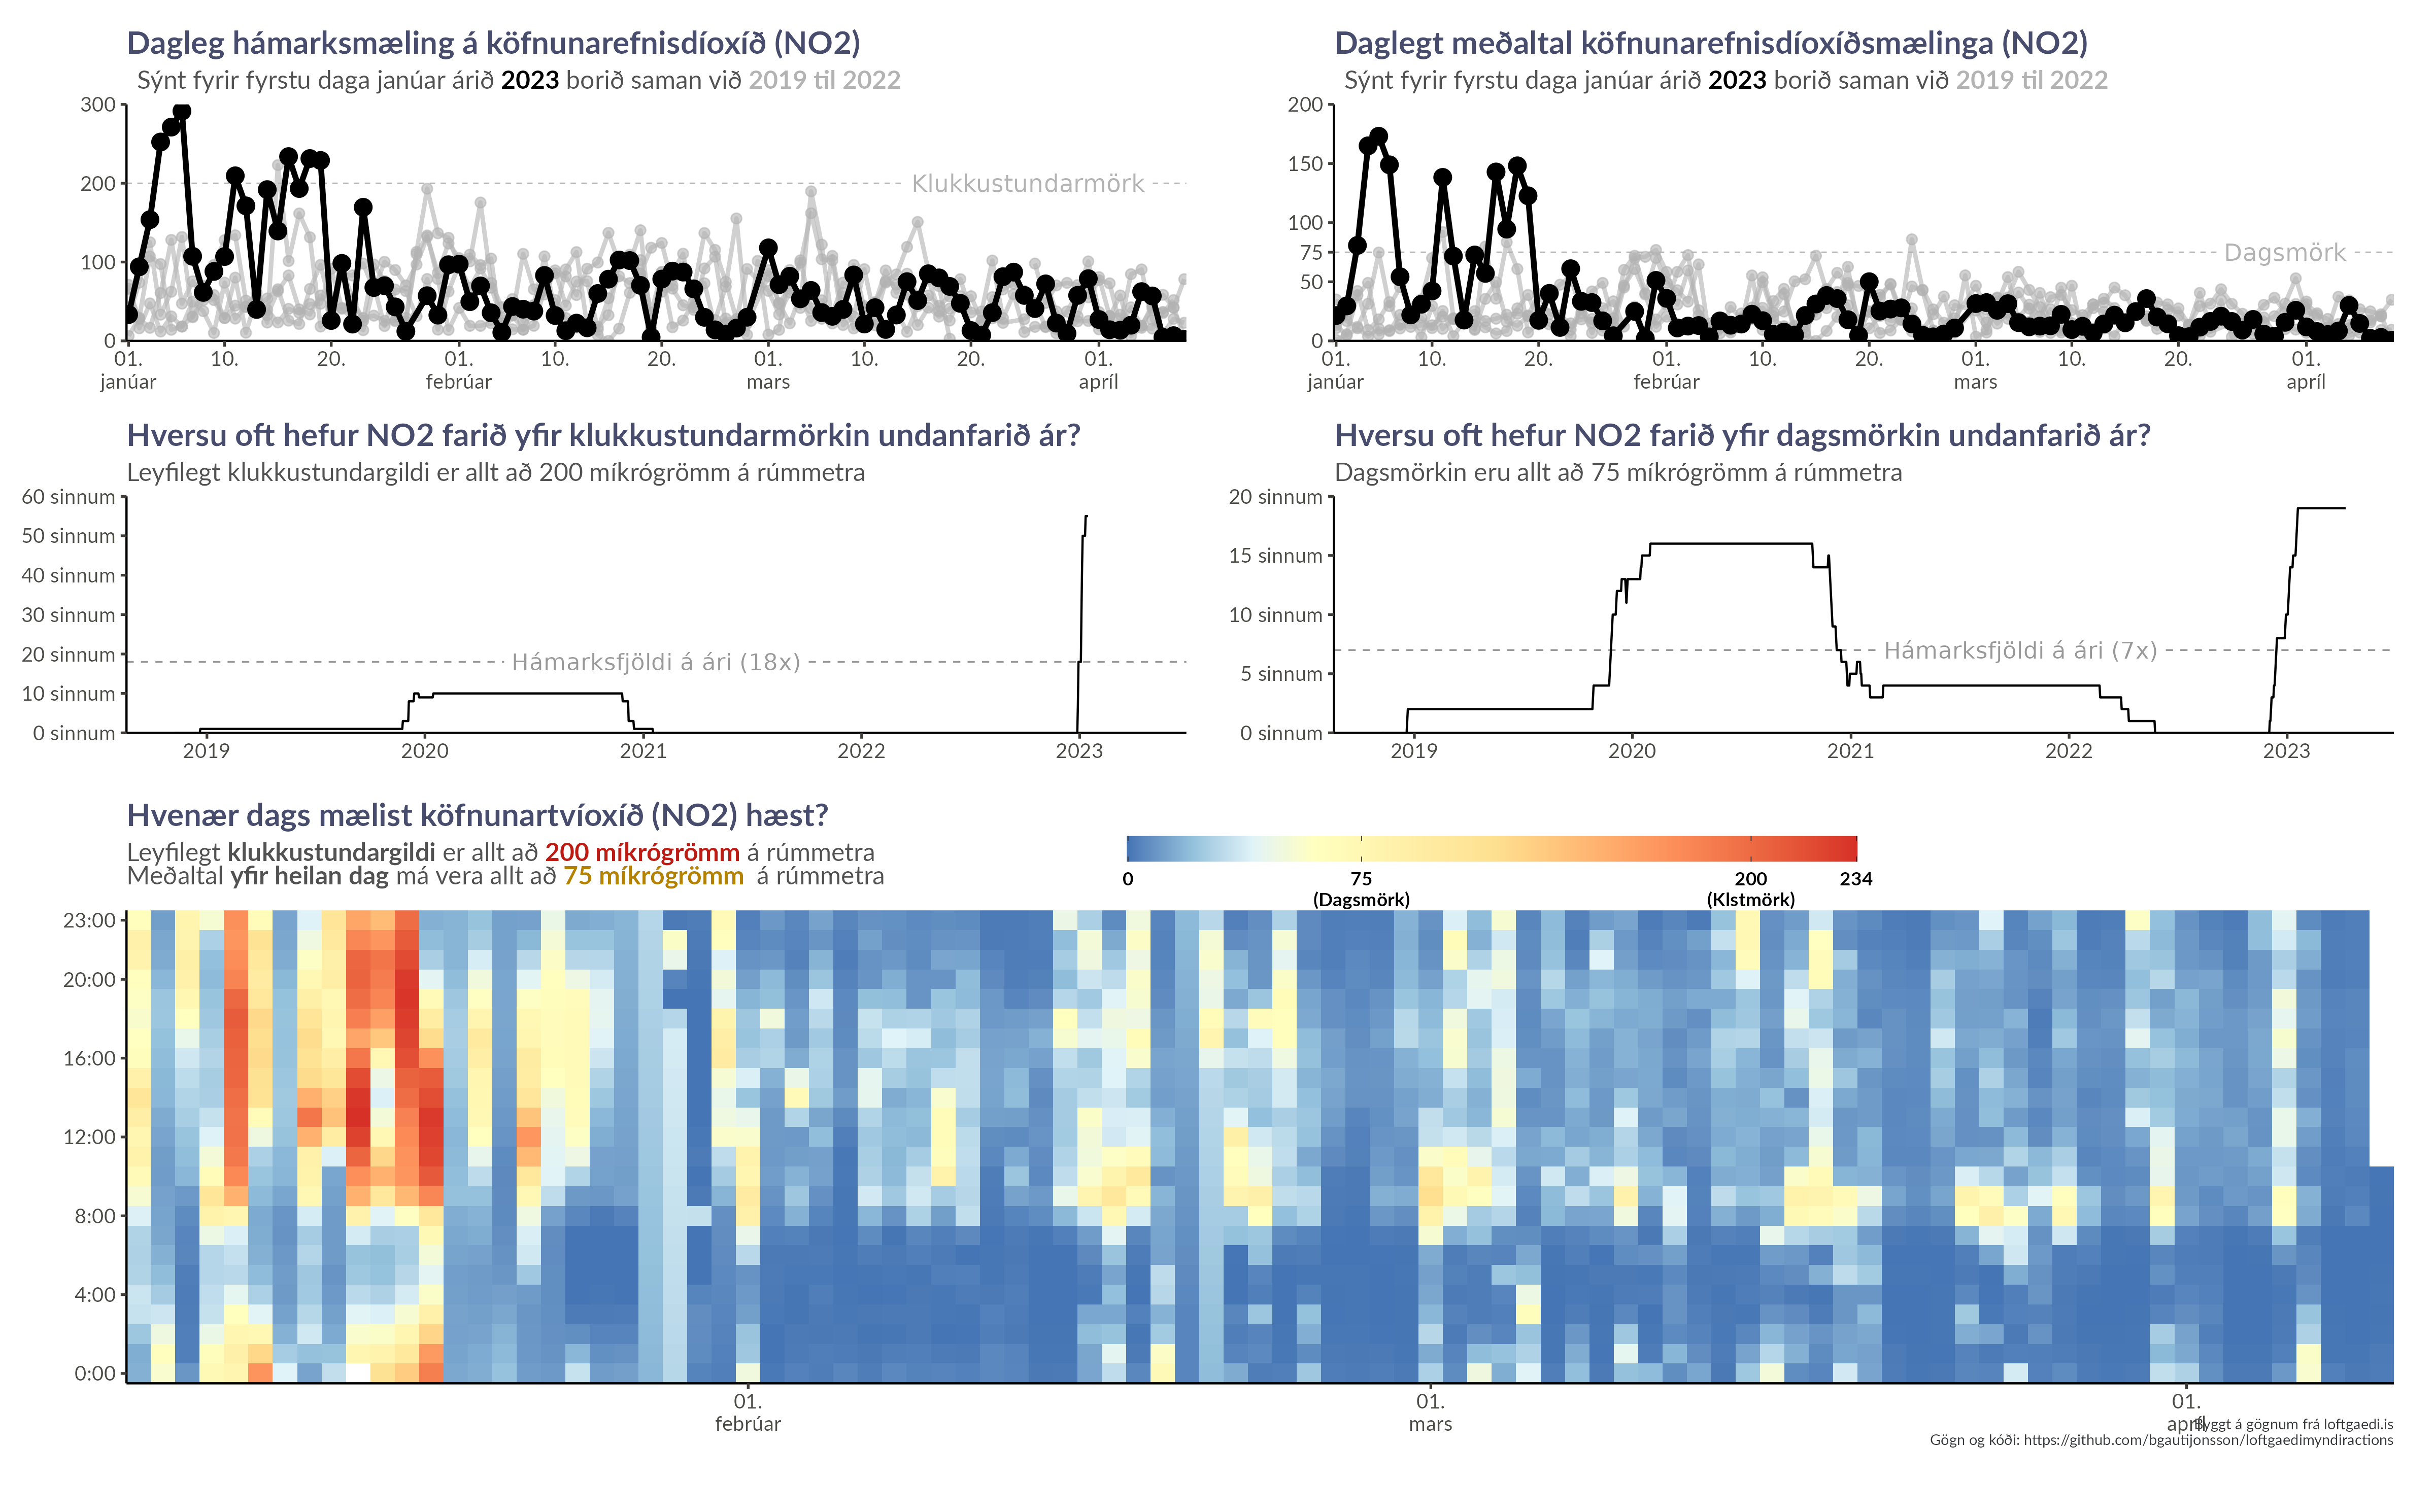 Dagleg hámarksmæling á köfnunarefnisdíoxíð (NO2)
Sýnt fyrir fyrstu daga janúar árið 2023 borið saman við 2019 til 2022
300
200
100
0
Klukkustundarmörk
01. 10. 20. 01. 10. 20. 01. 10. 20. 01.
janúar febrúar mars apríl
Daglegt meðaltal köfnunarefnisdíoxíðsmælinga (NO2)
Sýnt fyrir fyrstu daga janúar árið 2023 borið saman við 2019 til 2022
200
150
100
75
50
0
Dagsmörk
01. 10. 20. 01. 10. 20. 01. 10. 20. 01.
janúar febrúar mars apríl
Hversu oft hefur NO2 farið yfir klukkustundarmörkin undanfarið ár?
Leyfilegt klukkustundargildi er allt að 200 míkrógrömm á rúmmetra
60 sinnum
50 sinnum
40 sinnum
30 sinnum
20 sinnum
10 sinnum
0 sinnum
Hámarksfjöldi á ári (18x)
2019 2020 2021 2022 2023
Hversu oft hefur NO2 farið yfir dagsmörkin undanfarið ár?
Dagsmörkin eru allt að 75 míkrógrömm á rúmmetra
20 sinnum
15 sinnum
10 sinnum
5 sinnum
0 sinnum
Hámarksfjöldi á ári (7x)
2019 2020 2021 2022 2023
Hvenær dags mælist köfnunartvíoxíð (NO2) hæst?
Leyfilegt klukkustundargildi er allt að 200 míkrógrömm á rúmmetra
Meðaltal yfir heilan dag má vera allt að 75 míkrógrömm á rúmmetra
0 75 200 234
(Dagsmörk) (Klstmörk)
23:00
20:00
16:00
12:00
8:00
4:00
0:00
01. 01. 01.
febrúar mars apríl
Byggt á gögnum frá loftgaedi.is
Gögn og kóði: https://github.com/bgautijonsson/loftgaedimyndiractions